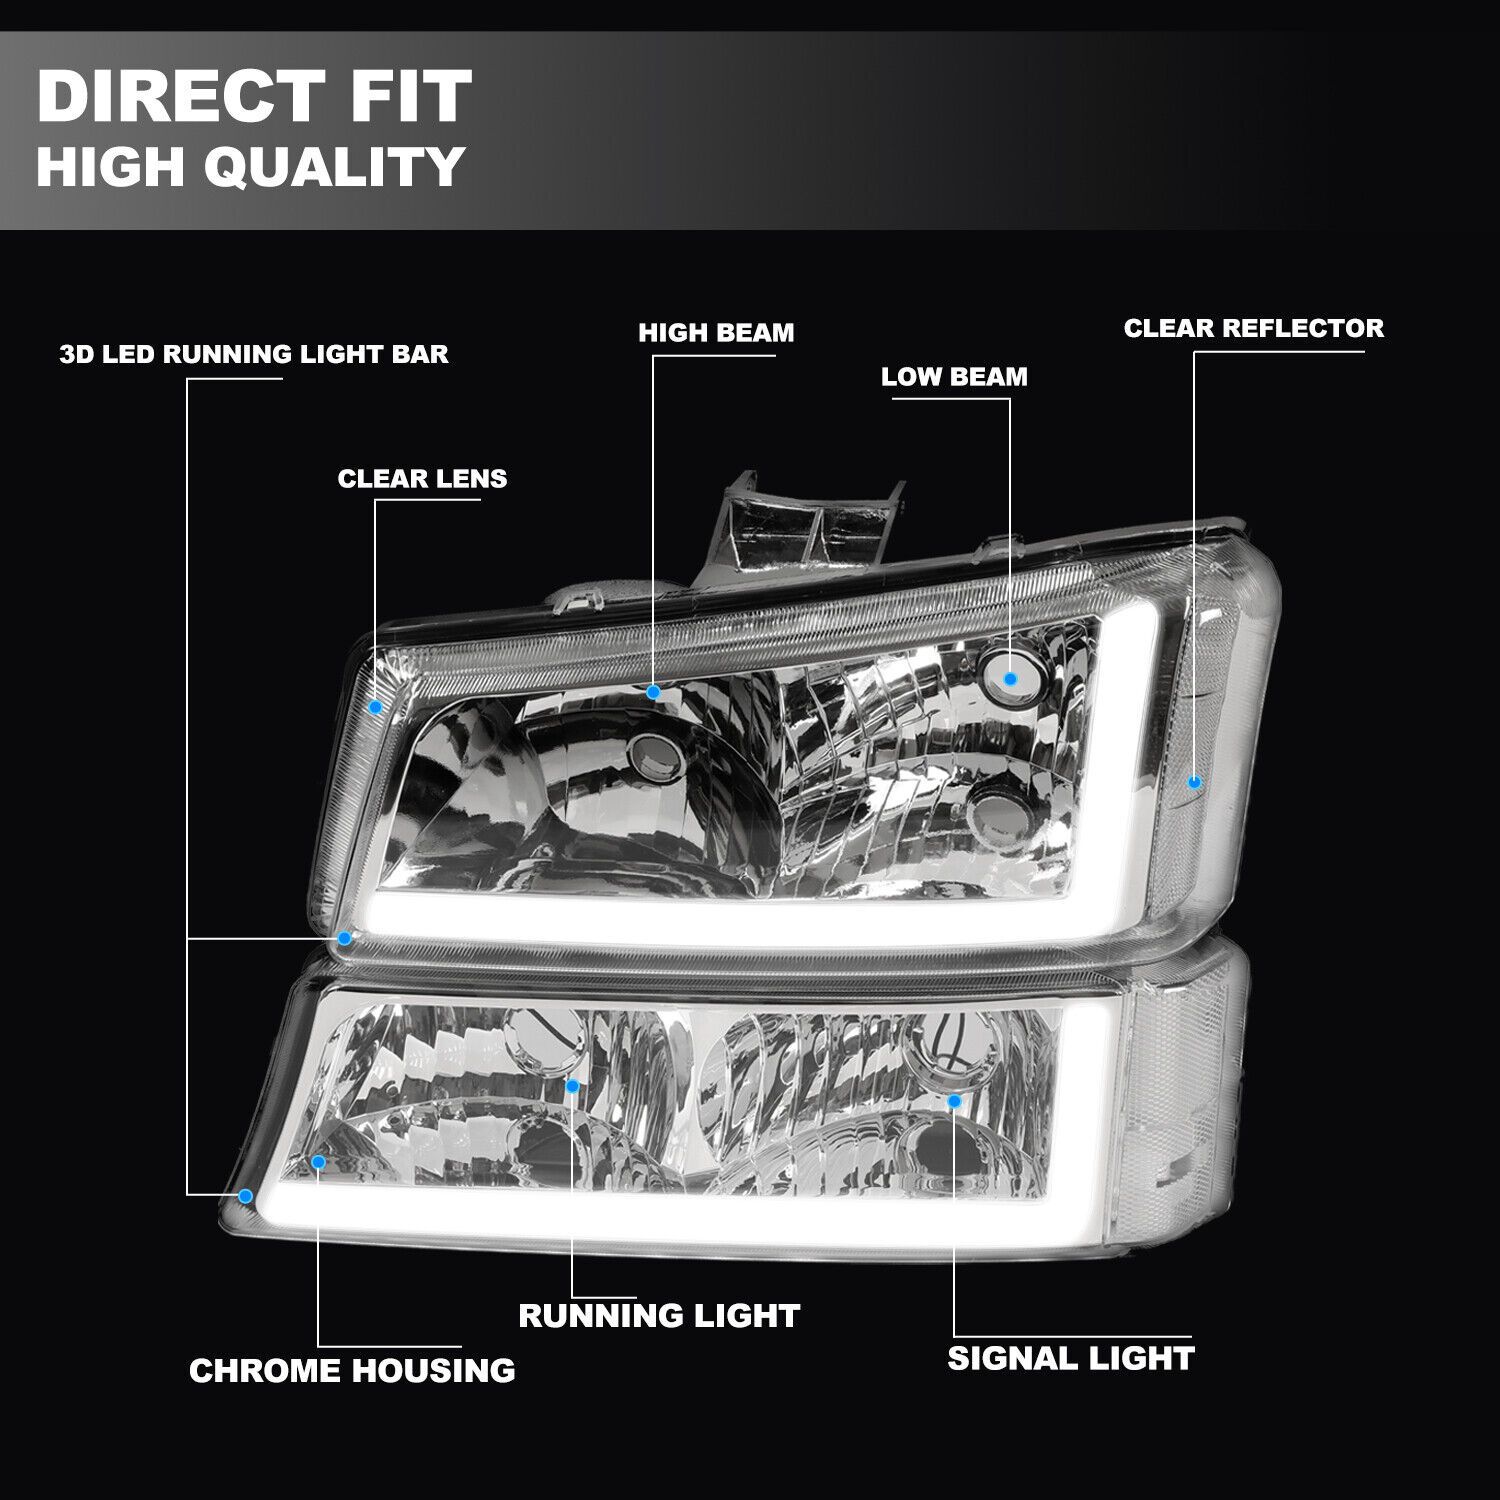 DIRECT FIT
HIGH QUALITY
CLEAR REFLECTOR
HIGH BEAM
3D LED RUNNING LIGHT BAR
LOW BEAM
CLEAR LENS
RUNNING LIGHT
SIGNAL LIGHT
CHROME HOUSING